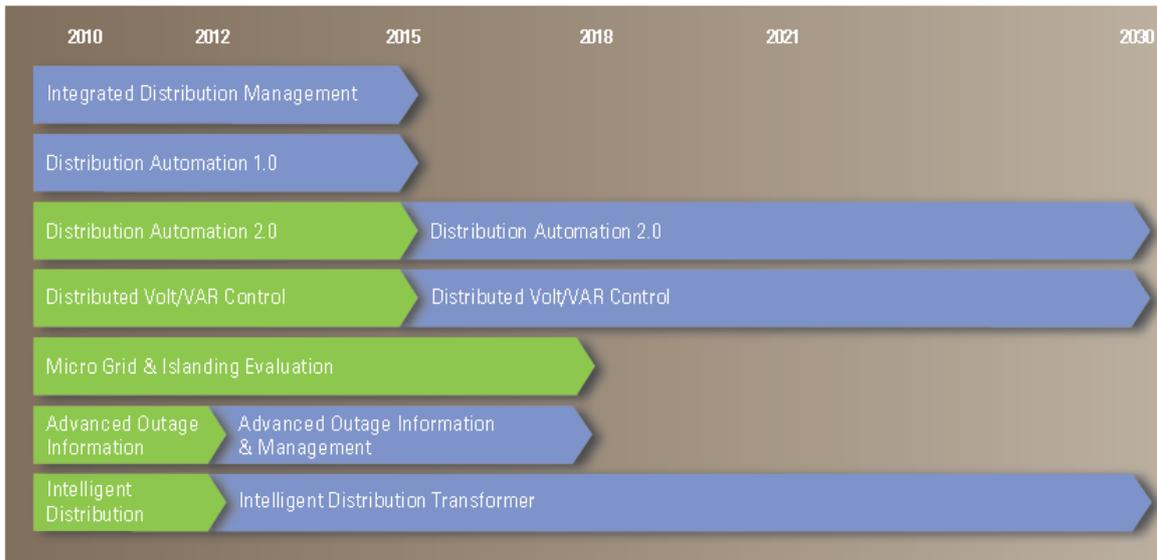 2010 2012 2015 2018 2021 2030
Integrated Distribution Management
Distribution Automation 1.0
Distribution Automation 2.0 Distribution Automation 2.0
Distributed Volt/VAR Control Distributed Volt/VAR Control
Micro Grid & Islanding Evaluation
Advanced Outage
Information
Advanced Outage Information
& Management
Intelligent
Distribution
Intelligent Distribution Transformer